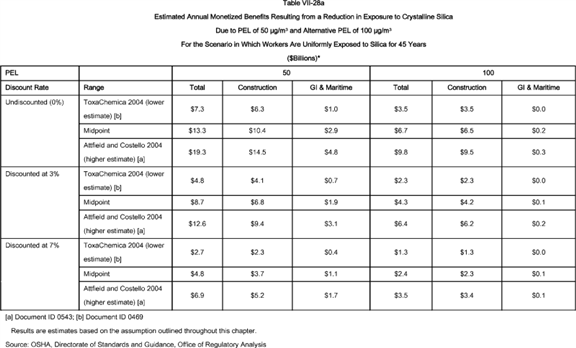 Table VII-28a
Estimated Annual Monetized Benefits Resulting from a Reduction in Exposure to Crystalline Silica
Due to PEL of 50 μg/m³ and Alternative PEL of 100 μg/m³
For the Scenario in Which Workers Are Uniformly Exposed to Silica for 45 Years
($Billions)*
PEL 50 100
Discount Rate Range Total Construction GI & Maritime Total Construction GI & Maritime
Undiscounted (0%) ToxaChemica 2004 (lower
estimate) [b] $7.3 $6.3 $1.0 $3.5 $3.5 $0.0
Midpoint $13.3 $10.4 $2.9 $6.7 $6.5 $0.2
Attfield and Costello 2004
(higher estimate) [a] $19.3 $14.5 $4.8 $9.8 $9.5 $0.3
Discounted at 3% ToxaChemica 2004 (lower
estimate) [b] $4.8 $4.1 $0.7 $2.3 $2.3 $0.0
Midpoint $8.7 $6.8 $1.9 $4.3 $4.2 $0.1
Attfield and Costello 2004
(higher estimate) [a] $12.6 $9.4 $3.1 $6.4 $6.2 $0.2
Discounted at 7% ToxaChemica 2004 (lower
estimate) [b] $2.7 $2.3 $0.4 $1.3 $1.3 $0.0
Midpoint $4.8 $3.7 $1.1 $2.4 $2.3 $0.1
Attfield and Costello 2004
(higher estimate) [a] $6.9 $5.2 $1.7 $3.5 $3.4 $0.1
[a] Document ID 0543; [b] Document ID 0469
Results are estimates based on the assumption outlined throughout this chapter.
Source: OSHA, Directorate of Standards and Guidance, Office of Regulatory Analysis